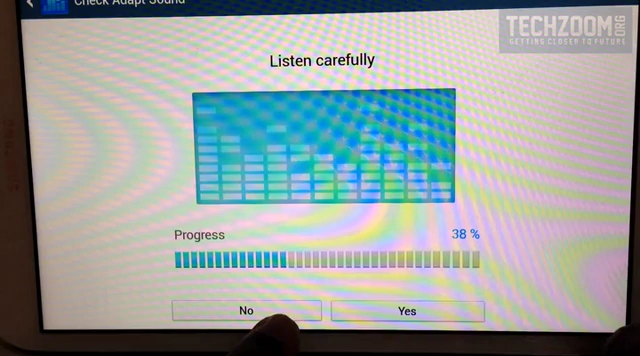 Check Adapt Sound
TECHZOOM.ORG
GETTING CLOSER TO FUTURE
Listen carefully
Progress
38 %
No
Yes